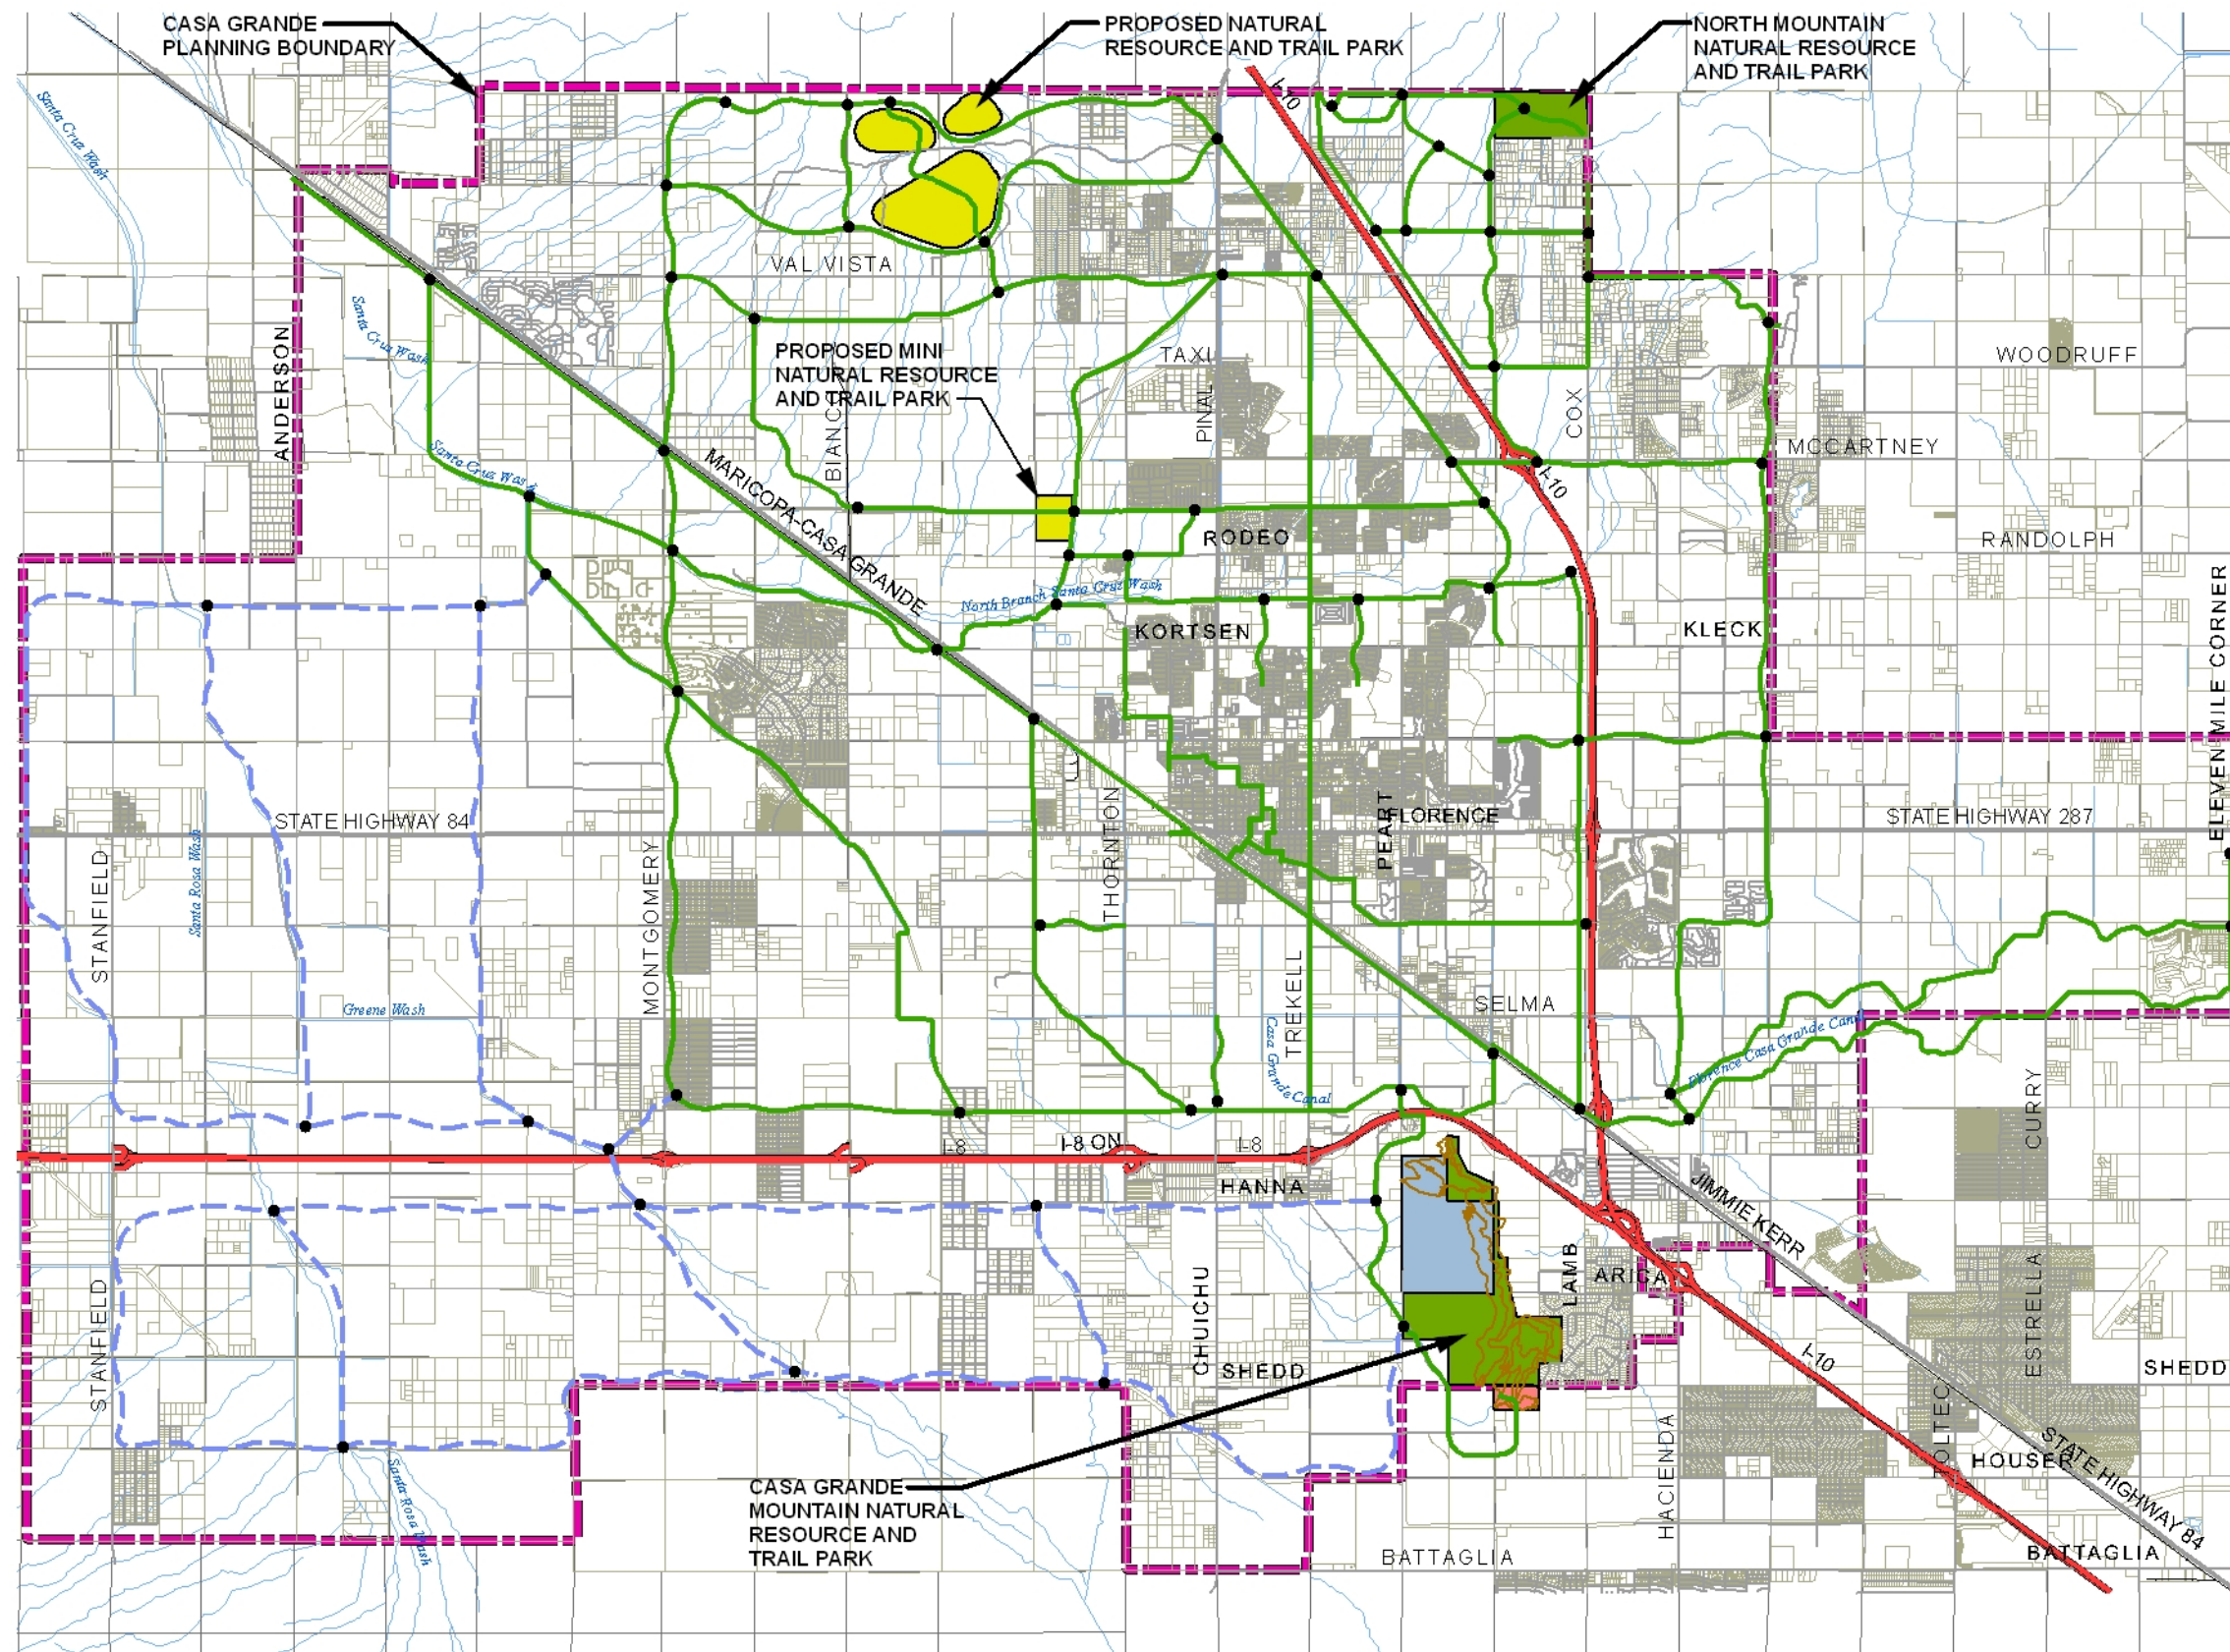 CASA GRANDE
PLANNING BOUNDARY
PROPOSED NATURAL
RESOURCE AND TRAIL PARK
NORTH MOUNTAIN
NATURAL RESOURCE
AND TRAIL PARK
I-10
Santa Cruz Wash
VAL VISTA
Santa Cruz Wash
ANDERSON
PROPOSED MINI
NATURAL RESOURCE
AND TRAIL PARK
TAXI
WOODRUFF
PINAL
COX
MCCARTNEY
Santa Cruz Wash
MARICOPA-CASA GRANDE
I-10
RODEO
RANDOLPH
North Branch Santa Cruz Wash
KORTSEN
KLECK
ELEVEN MILE CORNER
STATE HIGHWAY 84
PEART
FLORENCE
STATE HIGHWAY 287
THORNTON
MONTGOMERY
Santa Rosa Wash
STANFIELD
TREKELL
SELMA
Greene Wash
Casa Grande Canal
Florence Casa Grande Canal
CURRY
I-8
I-8 ON
I-8
HANNA
JIMMIE KERR
LAMB
ARICA
CHUICHU
STANFIELD
ESTRELLA
SHEDD
SHEDD
I-10
HACIENDA
HOUSER
STATE HIGHWAY 84
CASA GRANDE
MOUNTAIN NATURAL
RESOURCE AND
TRAIL PARK
Santa Rosa Wash
BATTAGLIA
BATTAGLIA